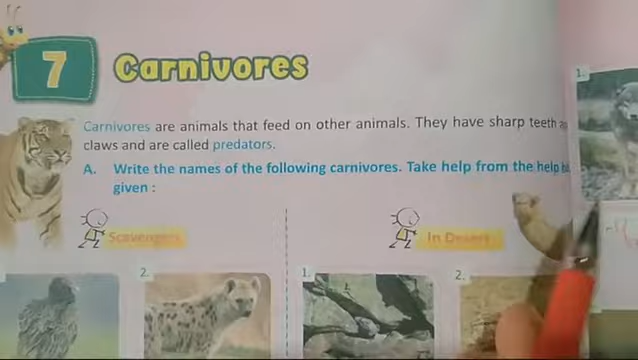 7 Carnivores
Carnivores are animals that feed on other animals. They have sharp teeth
claws and are called predators.
A. Write the names of the following carnivores. Take help from the help
given :
Scavengers
In Desert
2.
1.
2.
1.